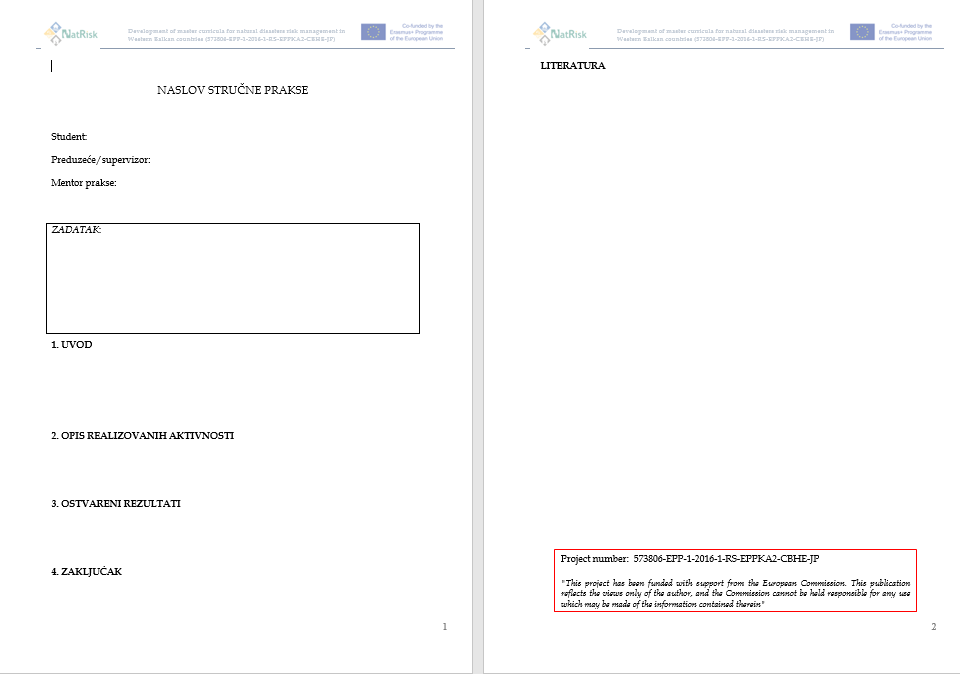 NatRisk
Development of master curricula for natural disasters risk management in
Western Balkan countries (573806-EPP-1-2016-1-RS-EPPKA2-CBHE-JP)
Co-funded by the
Erasmus+ Programme
of the European Union
NASLOV STRUČNE PRAKSE
Student:
Preduzeće/supervizor:
Mentor prakse:
ZADATAK:
1. UVOD
2. OPIS REALIZOVANIH AKTIVNOSTI
3. OSTVARENI REZULTATI
4. ZAKLJUČAK
1
NatRisk
Development of master curricula for natural disasters risk management in
Western Balkan countries (573806-EPP-1-2016-1-RS-EPPKA2-CBHE-JP)
Co-funded by the
Erasmus+ Programme
of the European Union
LITERATURA
Project number: 573806-EPP-1-2016-1-RS-EPPKA2-CBHE-JP
"This project has been funded with support from the European Commission. This publication
reflects the views only of the author, and the Commission cannot be held responsible for any use
which may be made of the information contained therein"
2